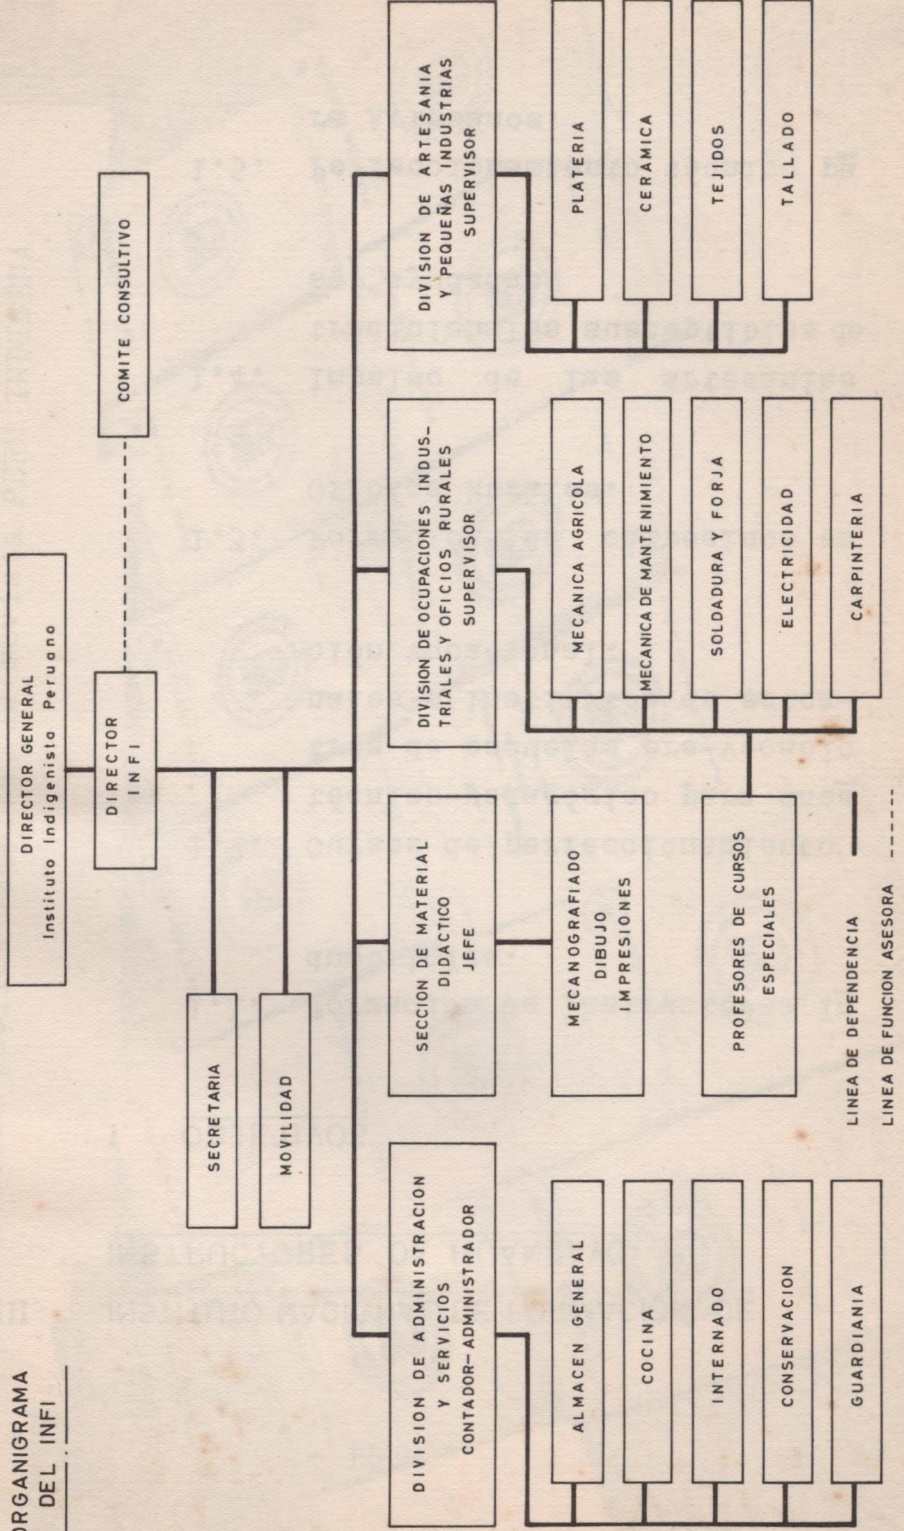 ORGANIGRAMA
DEL INFI
DIRECTOR GENERAL
Instituto Indigenista Peruano
DIRECTOR
INFI
COMITE CONSULTIVO
SECRETARIA
MOVILIDAD
DIVISION DE ADMINISTRACION
Y SERVICIOS
CONTADOR-ADMINISTRADOR
ALMACEN GENERAL
COCINA
INTERNADO
CONSERVACION
GUARDIANIA
SECCION DE MATERIAL
DIDACTICO
JEFE
MECANOGRAFIADO
DIBUJO
IMPRESIONES
DIVISION DE OCUPACIONES INDUS-
TRIALES Y OFICIOS RURALES
SUPERVISOR
MECANICA AGRICOLA
MECANICA DE MANTENIMIENTO
SOLDADURA Y FORJA
ELECTRICIDAD
CARPINTERIA
PROFESORES DE CURSOS
ESPECIALES
DIVISION DE ARTESANIA
Y PEQUEÑAS INDUSTRIAS
SUPERVISOR
PLATERIA
CERAMICA
TEJIDOS
TALLADO
LINEA DE DEPENDENCIA
LINEA DE FUNCION ASESORA